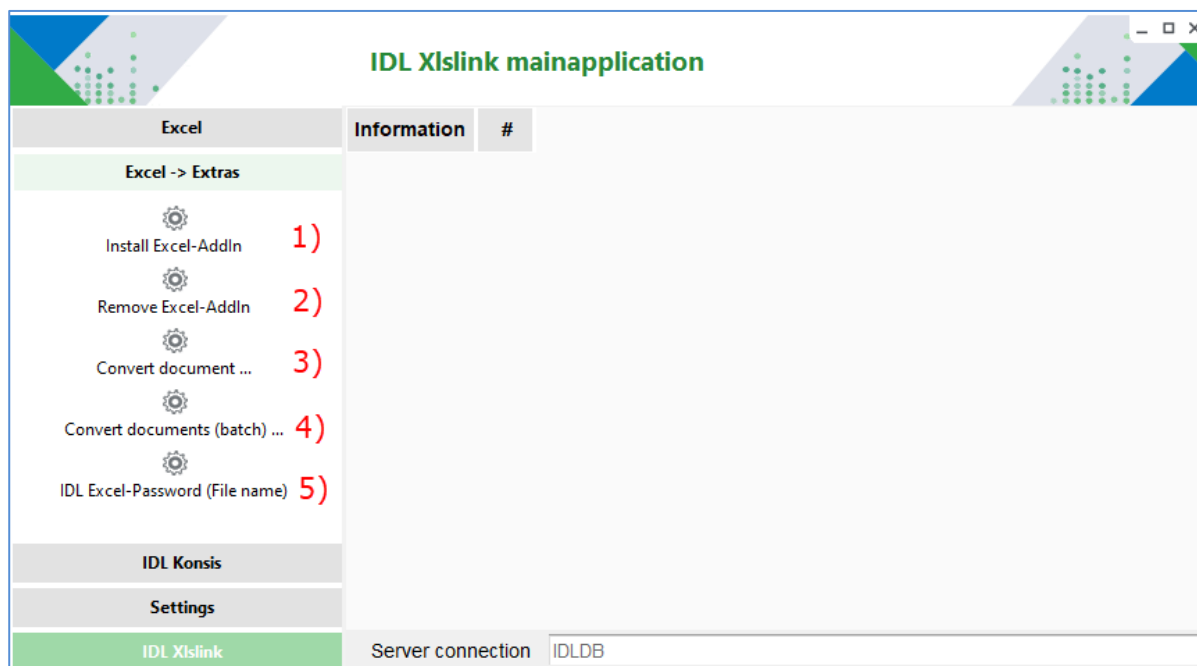 IDL Xlslink mainapplication
Excel
Excel -> Extras
Install Excel-AddIn 1)
Remove Excel-AddIn 2)
Convert document ... 3)
Convert documents (batch) ... 4)
IDL Excel-Password (File name) 5)
IDL Konsis
Settings
IDL Xlslink
Information #
Server connection IDLDB